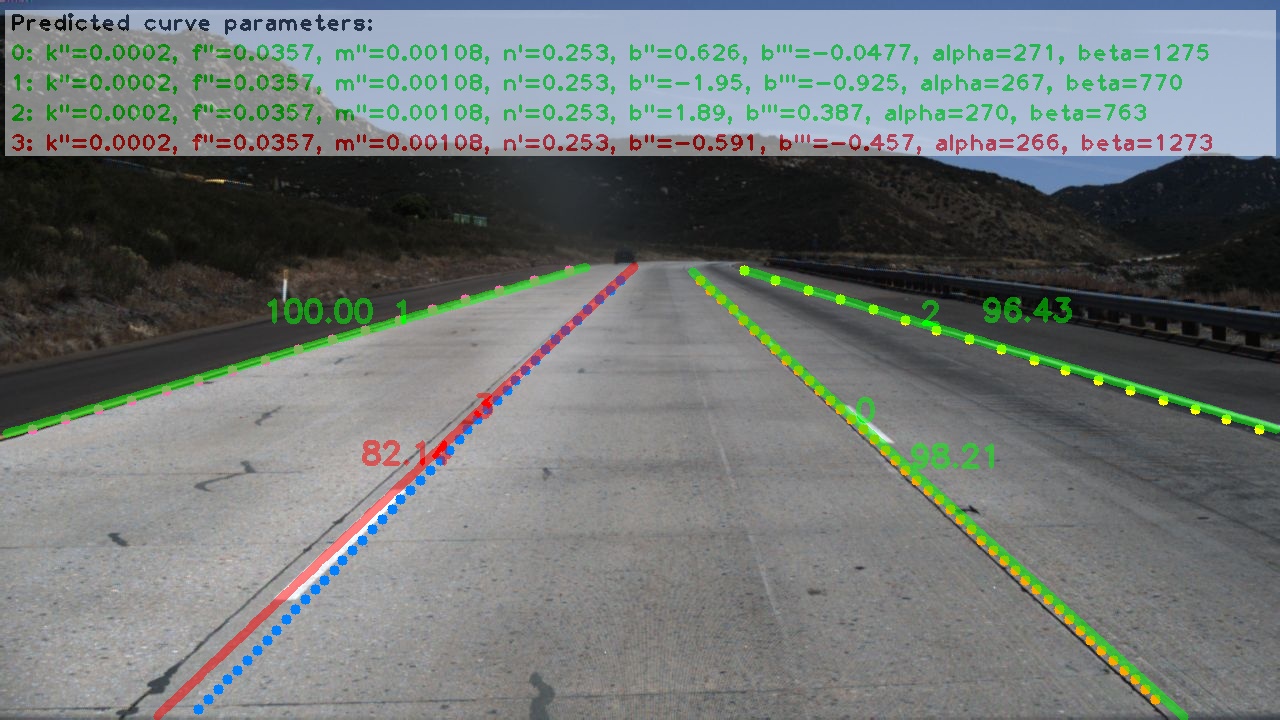 Predicted curve parameters:
0: k''=0.0002, f''=0.0357, m''=0.00108, n'=0.253, b''=0.626, b'''=−0.0477, alpha=271, beta=1275
1: k''=0.0002, f''=0.0357, m''=0.00108, n'=0.253, b''=−1.95, b'''=−0.925, alpha=267, beta=770
2: k''=0.0002, f''=0.0357, m''=0.00108, n'=0.253, b''=1.89, b'''=0.387, alpha=270, beta=763
3: k''=0.0002, f''=0.0357, m''=0.00108, n'=0.253, b''=−0.591, b'''=−0.457, alpha=266, beta=1273
100.00 1 2 96.43
3 0
82.14 98.21